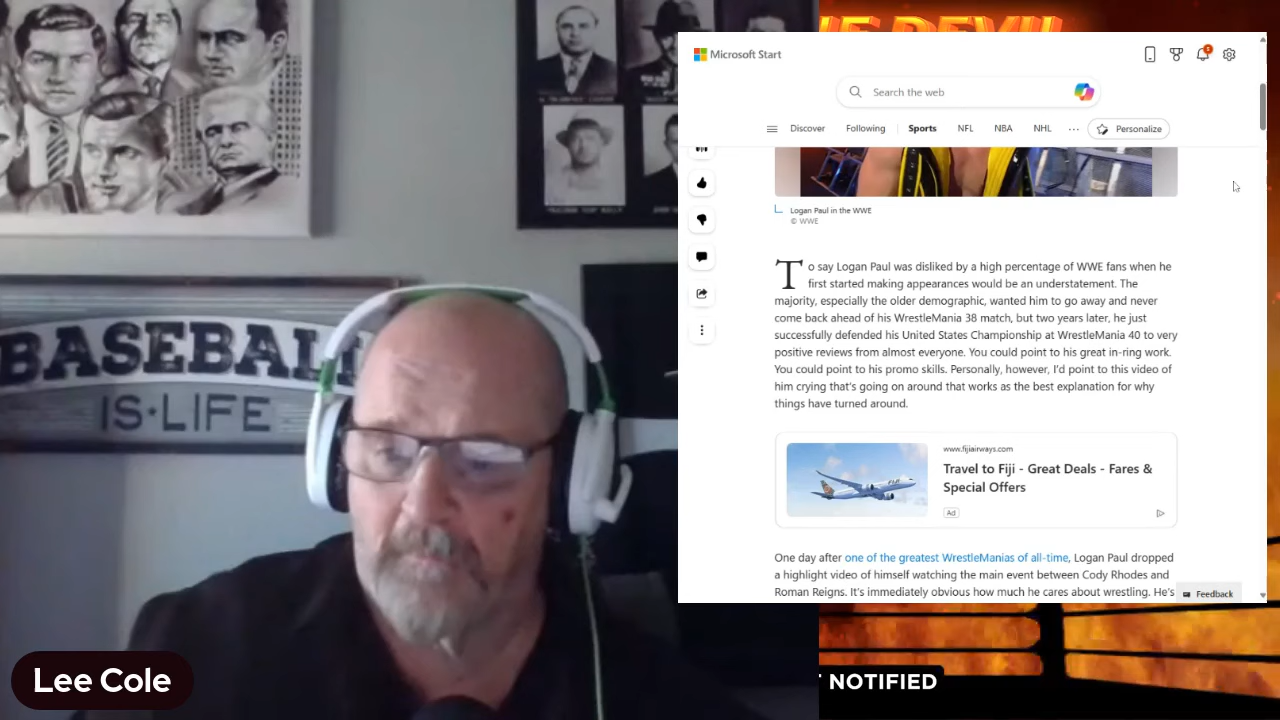 THE DEVIL
Microsoft Start
5
Search the web
Discover
Following
Sports
NFL
NBA
NHL
Personalize
Logan Paul in the WWE
© WWE
To say Logan Paul was disliked by a high percentage of WWE fans when he
first started making appearances would be an understatement. The
majority, especially the older demographic, wanted him to go away and never
come back ahead of his WrestleMania 38 match, but two years later, he just
successfully defended his United States Championship at WrestleMania 40 to very
positive reviews from almost everyone. You could point to his great in-ring work.
You could point to his promo skills. Personally, however, I'd point to this video of
him crying that's going on around that works as the best explanation for why
things have turned around.
www.fijiairways.com
Travel to Fiji - Great Deals - Fares &
Special Offers
Ad
FIJI
One day after one of the greatest WrestleManias of all-time, Logan Paul dropped
a highlight video of himself watching the main event between Cody Rhodes and
Roman Reigns. It's immediately obvious how much he cares about wrestling. He's
Feedback
BASEBALL
IS·LIFE
Lee Cole
NOTIFIED